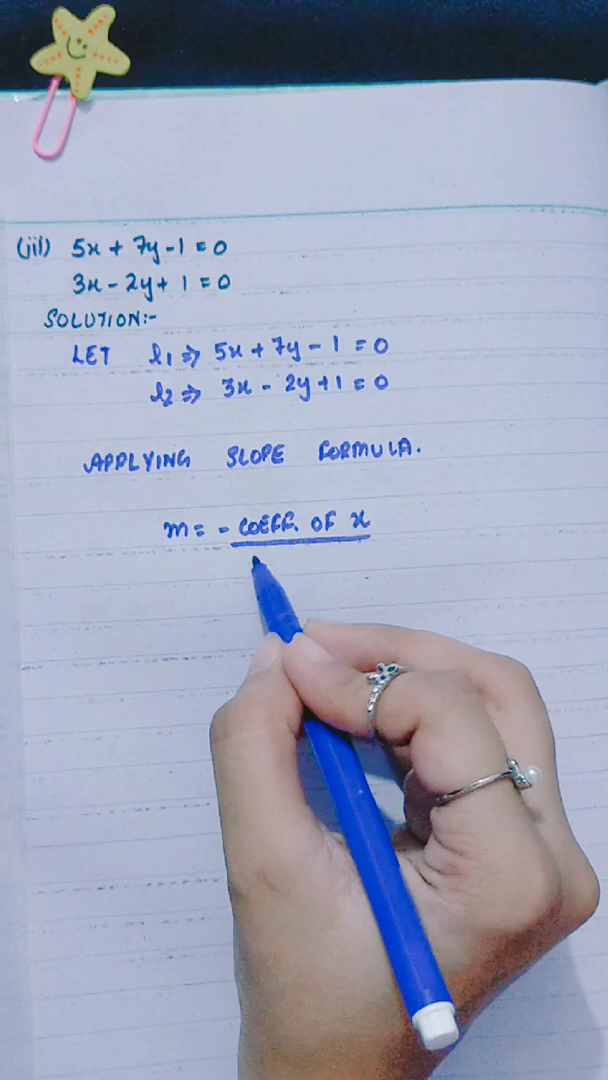 (iii) 5x + 7y - 1 = 0
3x - 2y + 1 = 0
SOLUTION:-
LET l1 ⇒ 5x + 7y - 1 = 0
l2 ⇒ 3x - 2y + 1 = 0
APPLYING SLOPE FORMULA.
m = - COEFF. OF x